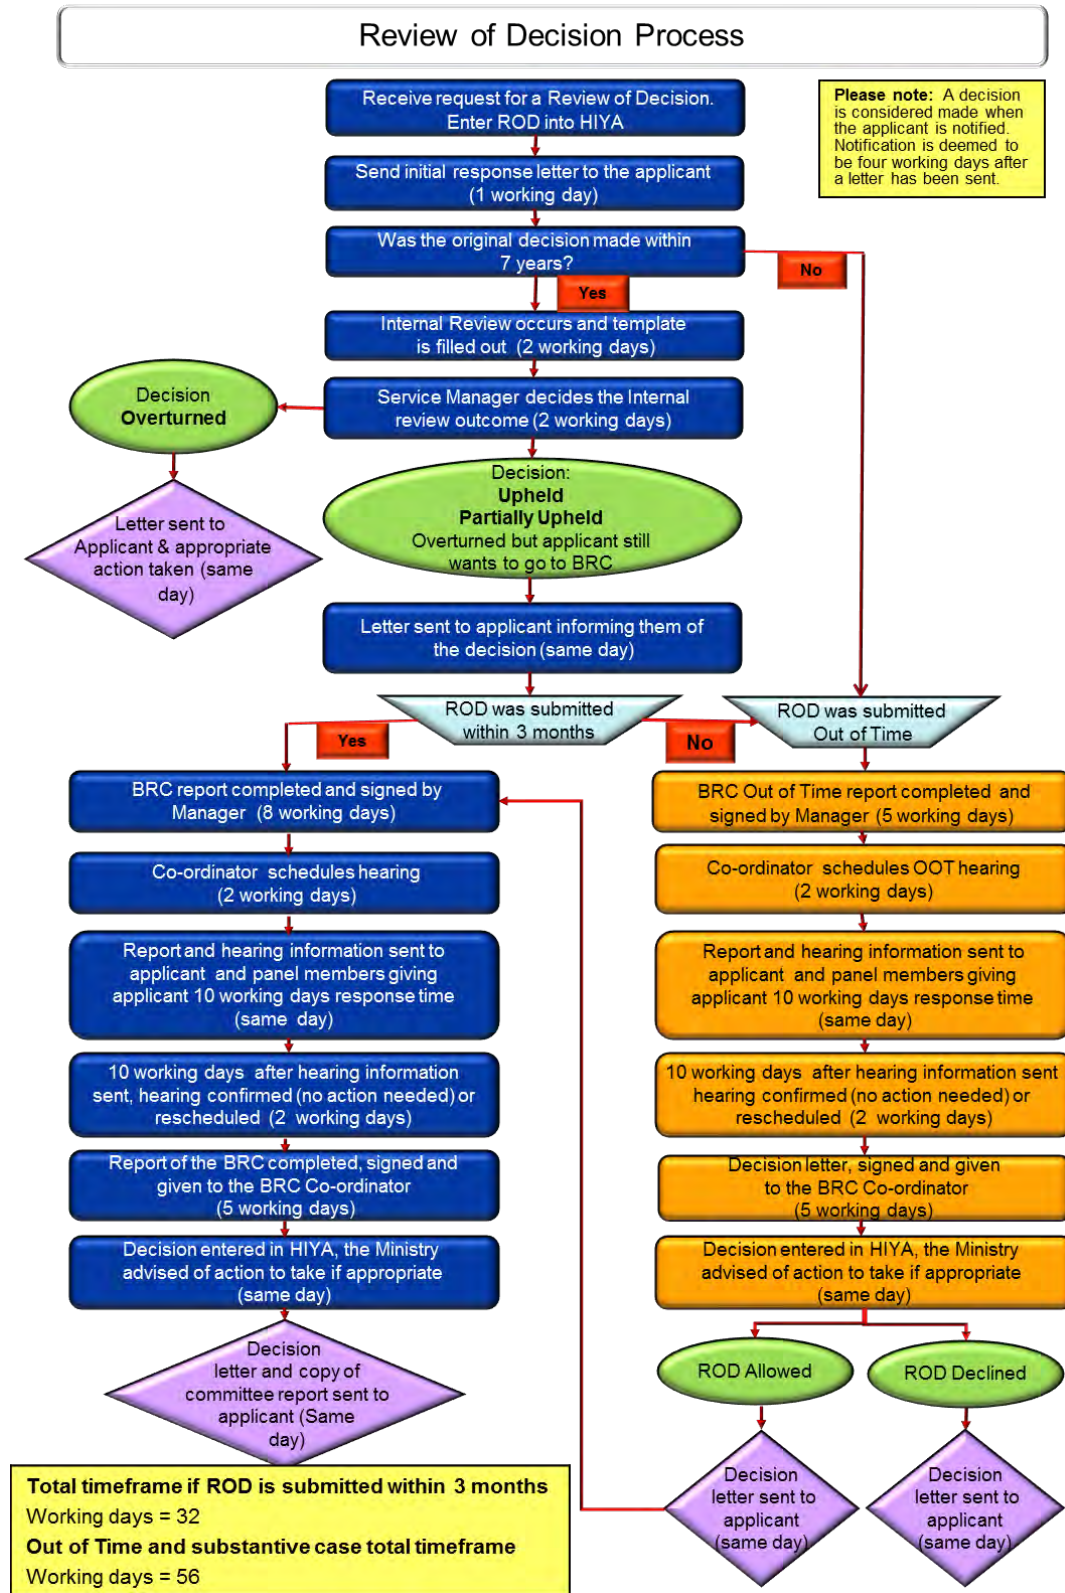 Review of Decision Process
Receive request for a Review of Decision.
Enter ROD into HIYA
Please note: A decision
is considered made when
the applicant is notified.
Notification is deemed to
be four working days after
a letter has been sent.
Send initial response letter to the applicant
(1 working day)
Was the original decision made within
7 years?
No
Yes
Internal Review occurs and template
is filled out (2 working days)
Service Manager decides the Internal
review outcome (2 working days)
Decision
Overturned
Decision:
Upheld
Partially Upheld
Overturned but applicant still
wants to go to BRC
Letter sent to
Applicant & appropriate
action taken (same
day)
Letter sent to applicant informing them of
the decision (same day)
ROD was submitted
within 3 months
ROD was submitted
Out of Time
Yes
No
BRC report completed and signed by
Manager (8 working days)
Co-ordinator schedules hearing
(2 working days)
Report and hearing information sent to
applicant and panel members giving
applicant 10 working days response time
(same day)
10 working days after hearing information
sent, hearing confirmed (no action needed) or
rescheduled (2 working days)
Report of the BRC completed, signed and
given to the BRC Co-ordinator
(5 working days)
Decision entered in HIYA, the Ministry
advised of action to take if appropriate
(same day)
Decision
letter and copy of
committee report sent to
applicant (Same
day)
BRC Out of Time report completed and
signed by Manager (5 working days)
Co-ordinator schedules OOT hearing
(2 working days)
Report and hearing information sent to
applicant and panel members giving
applicant 10 working days response time
(same day)
10 working days after hearing information sent
hearing confirmed (no action needed) or
rescheduled (2 working days)
Decision letter, signed and given
to the BRC Co-ordinator
(5 working days)
Decision entered in HIYA, the Ministry
advised of action to take if appropriate
(same day)
ROD Allowed
ROD Declined
Decision
letter sent to
applicant
(same day)
Decision
letter sent to
applicant
(same day)
Total timeframe if ROD is submitted within 3 months
Working days = 32
Out of Time and substantive case total timeframe
Working days = 56